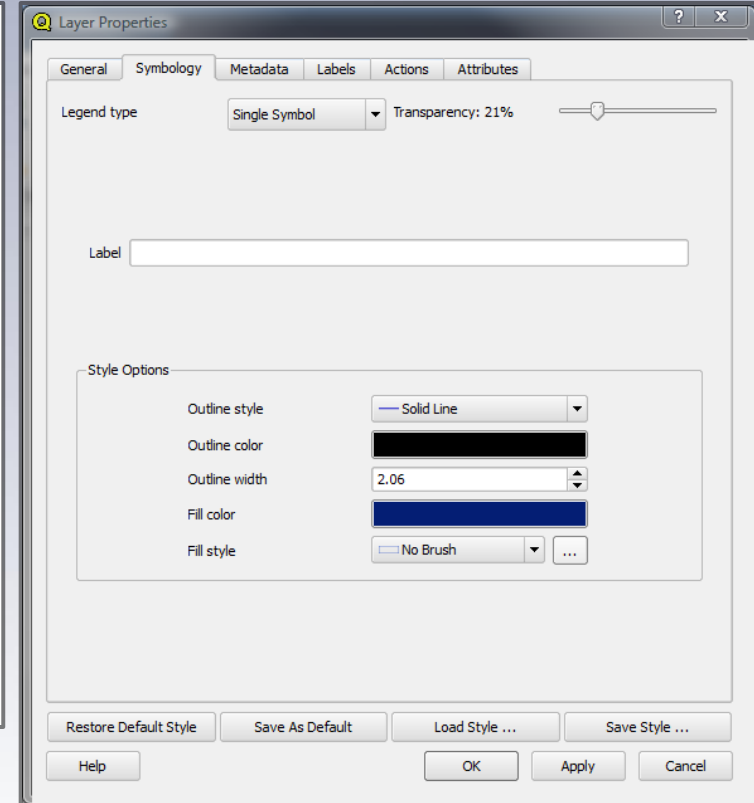 Layer Properties
? X
General Symbology Metadata Labels Actions Attributes
Legend type Single Symbol Transparency: 21%
Label
Style Options
Outline style Solid Line
Outline color
Outline width 2.06
Fill color
Fill style No Brush ...
Restore Default Style Save As Default Load Style ... Save Style ...
Help OK Apply Cancel